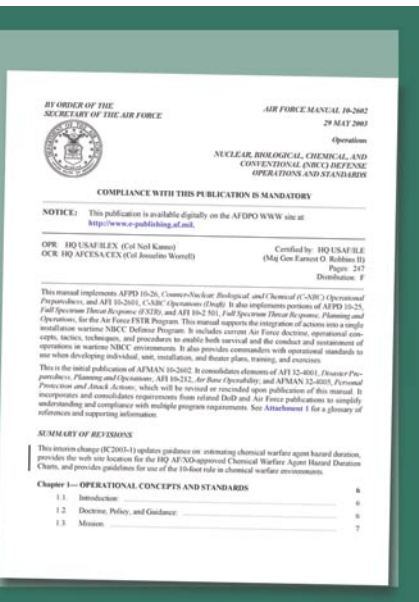 BY ORDER OF THE
SECRETARY OF THE AIR FORCE
AIR FORCE MANUAL 10-2602
29 MAY 2003
Operations
NUCLEAR, BIOLOGICAL, CHEMICAL, AND
CONVENTIONAL (NBCC) DEFENSE
OPERATIONS AND STANDARDS
COMPLIANCE WITH THIS PUBLICATION IS MANDATORY
NOTICE: This publication is available digitally on the AFDPO WWW site at:
http://www.e-publishing.af.mil.
OPR: HQ USAF/ILEX (Col Neil Kanno)
OCR: HQ AFCESA/CEX (Col Josuelito Worrell)
Certified by: HQ USAF/ILE
(Maj Gen Earnest O. Robbins II)
Pages: 247
Distribution: F
This manual implements AFPD 10-26, Counter-Nuclear, Biological, and Chemical (C-NBC) Operational
Preparedness, and AFI 10-2601, C-NBC Operations (Draft). It also implements portions of AFPD 10-25,
Full Spectrum Threat Response (FSTR), and AFI 10-2501, Full Spectrum Threat Response, Planning and
Operations, for the Air Force FSTR Program. This manual supports the integration of actions into a single
installation wartime NBCC Defense Program. It includes current Air Force doctrine, operational con-
cepts, tactics, techniques, and procedures to enable both survival and the conduct and sustainment of
operations in wartime NBCC environments. It also provides commanders with operational standards to
use when developing individual, unit, installation, and theater plans, training, and exercises.
This is the initial publication of AFMAN 10-2602. It consolidates elements of AFI 32-4001, Disaster Pre-
paredness, Planning and Operations; AFI 10-212, Air Base Operability; and AFMAN 32-4005, Personal
Protection and Attack Actions; which will be revised or rescinded upon publication of this manual. It
incorporates and consolidates requirements from related DoD and Air Force publications to simplify
understanding and compliance with multiple program requirements. See Attachment 1 for a glossary of
references and supporting information.
SUMMARY OF REVISIONS
This interim change (IC2003-1) updates guidance on estimating chemical warfare agent hazard duration,
provides the web site location for the HQ AF/XO-approved Chemical Warfare Agent Hazard Duration
Charts, and provides guidelines for use of the 10-foot rule in chemical warfare environments.
Chapter 1— OPERATIONAL CONCEPTS AND STANDARDS 6
1.1. Introduction: 6
1.2. Doctrine, Policy, and Guidance: 6
1.3. Mission: 7